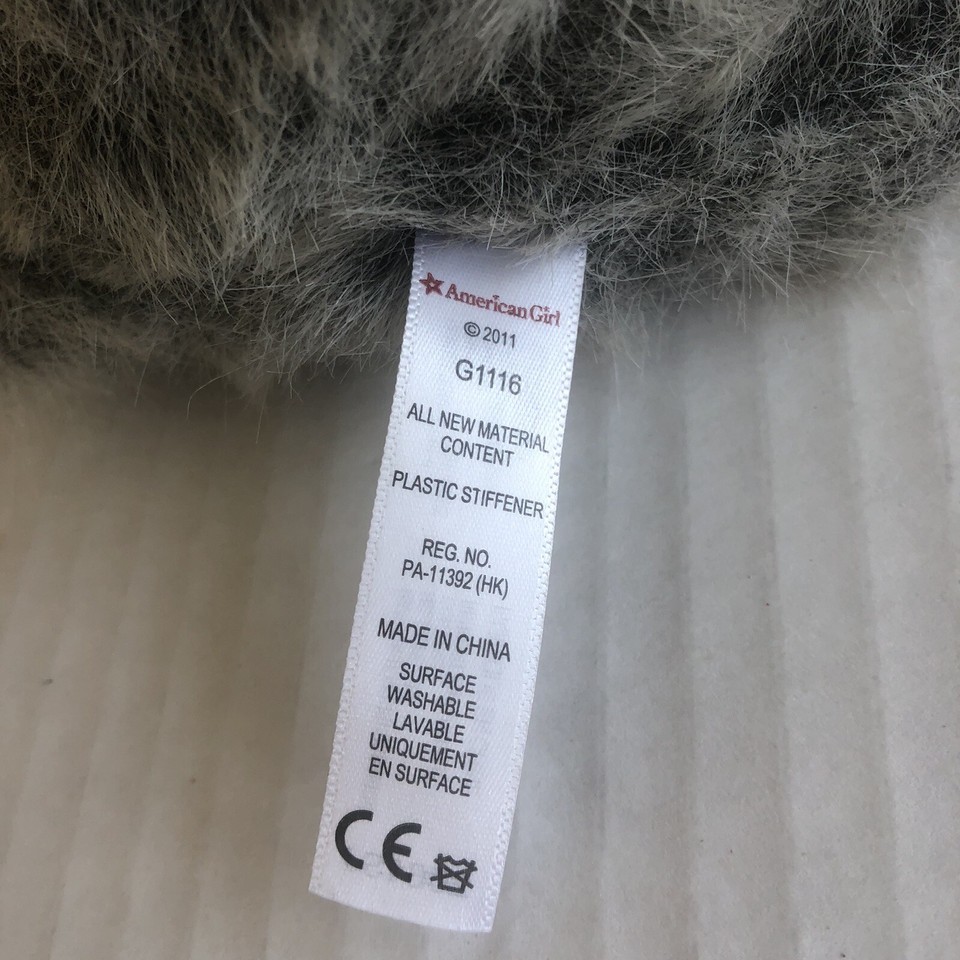 American Girl
© 2011
G1116
ALL NEW MATERIAL
CONTENT
PLASTIC STIFFENER
REG. NO.
PA-11392 (HK)
MADE IN CHINA
SURFACE
WASHABLE
LAVABLE
UNIQUEMENT
EN SURFACE
CE